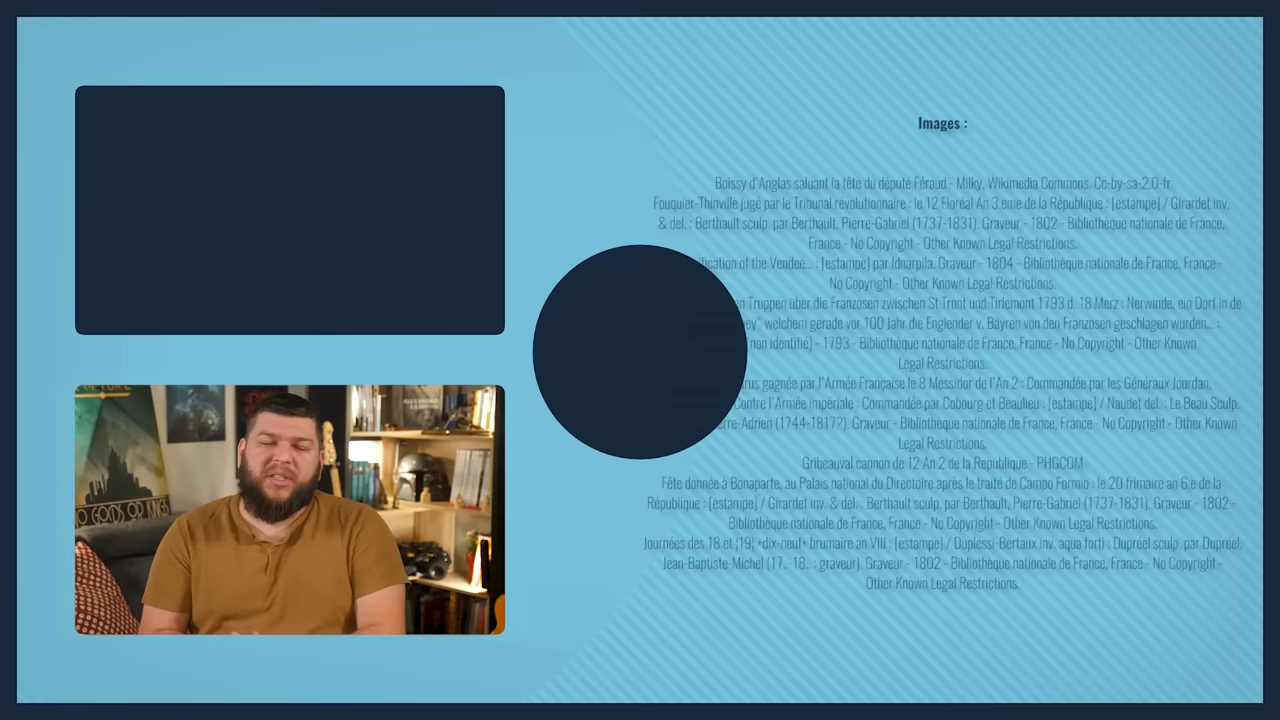 Images :
Boissy d'Anglas saluant la tête du député Féraud - Milky, Wikimedia Commons, Cc-by-sa-2.0-fr
Fouquier-Thinville jugé par le Tribunal révolutionnaire : le 12 Floréal An 3.eme de la République : [estampe] / Girardet inv.
& del. : Berthault sculp. par Berthault, Pierre-Gabriel (1737-1831). Graveur - 1802 - Bibliothèque nationale de France,
France - No Copyright - Other Known Legal Restrictions.
ification of the Vendee... : [estampe] par Idnarpila. Graveur - 1804 - Bibliothèque nationale de France, France -
No Copyright - Other Known Legal Restrictions.
en Truppen über die Franzosen zwischen St Tront und Tirlemont 1793 d. 18 Merz : Nerwinde, ein Dorf in de
ey" welchem gerade vor 100 Jahr die Englender v. Bayren von den Franzosen geschlagen wurden... :
[non identifié] - 1793 - Bibliothèque nationale de France, France - No Copyright - Other Known
Legal Restrictions.
rus gagnée par l'Armée Française le 8 Messidor de l'An 2 : Commandée par les Généraux Jourdan,
Contre l'Armée impériale : Commandée par Cobourg et Beaulieu : [estampe] / Naudet del. : Le Beau Sculp.
erre-Adrien (1744-1817?). Graveur - Bibliothèque nationale de France, France - No Copyright - Other Known
Legal Restrictions.
Gribeauval cannon de 12 An 2 de la Republique - PHGCOM
Fête donnée à Bonaparte, au Palais national du Directoire après le traité de Campo Formio : le 20 frimaire an 6.e de la
République : [estampe] / Girardet inv. & del. : Berthault sculp. par Berthault, Pierre-Gabriel (1737-1831). Graveur - 1802 -
Bibliothèque nationale de France, France - No Copyright - Other Known Legal Restrictions.
Journées des 18 et ¦19¦ +dix-neuf+ brumaire an VIII : [estampe] / Duplessi-Bertaux inv. aqua forti : Dupréel sculp. par Dupréel,
Jean-Baptiste-Michel (17..-18.. ; graveur). Graveur - 1802 - Bibliothèque nationale de France, France - No Copyright -
Other Known Legal Restrictions.
GODS OR KINGS